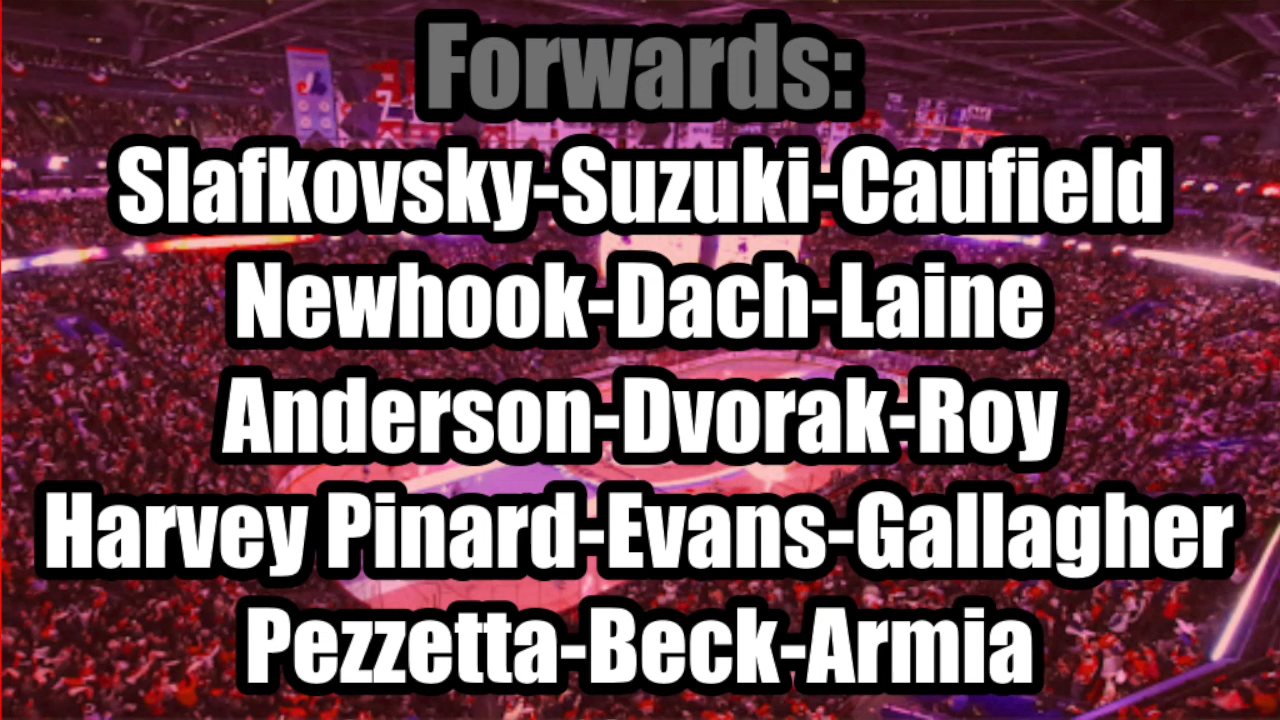 Forwards:
Slafkovsky-Suzuki-Caufield
Newhook-Dach-Laine
Anderson-Dvorak-Roy
Harvey Pinard-Evans-Gallagher
Pezzetta-Beck-Armia